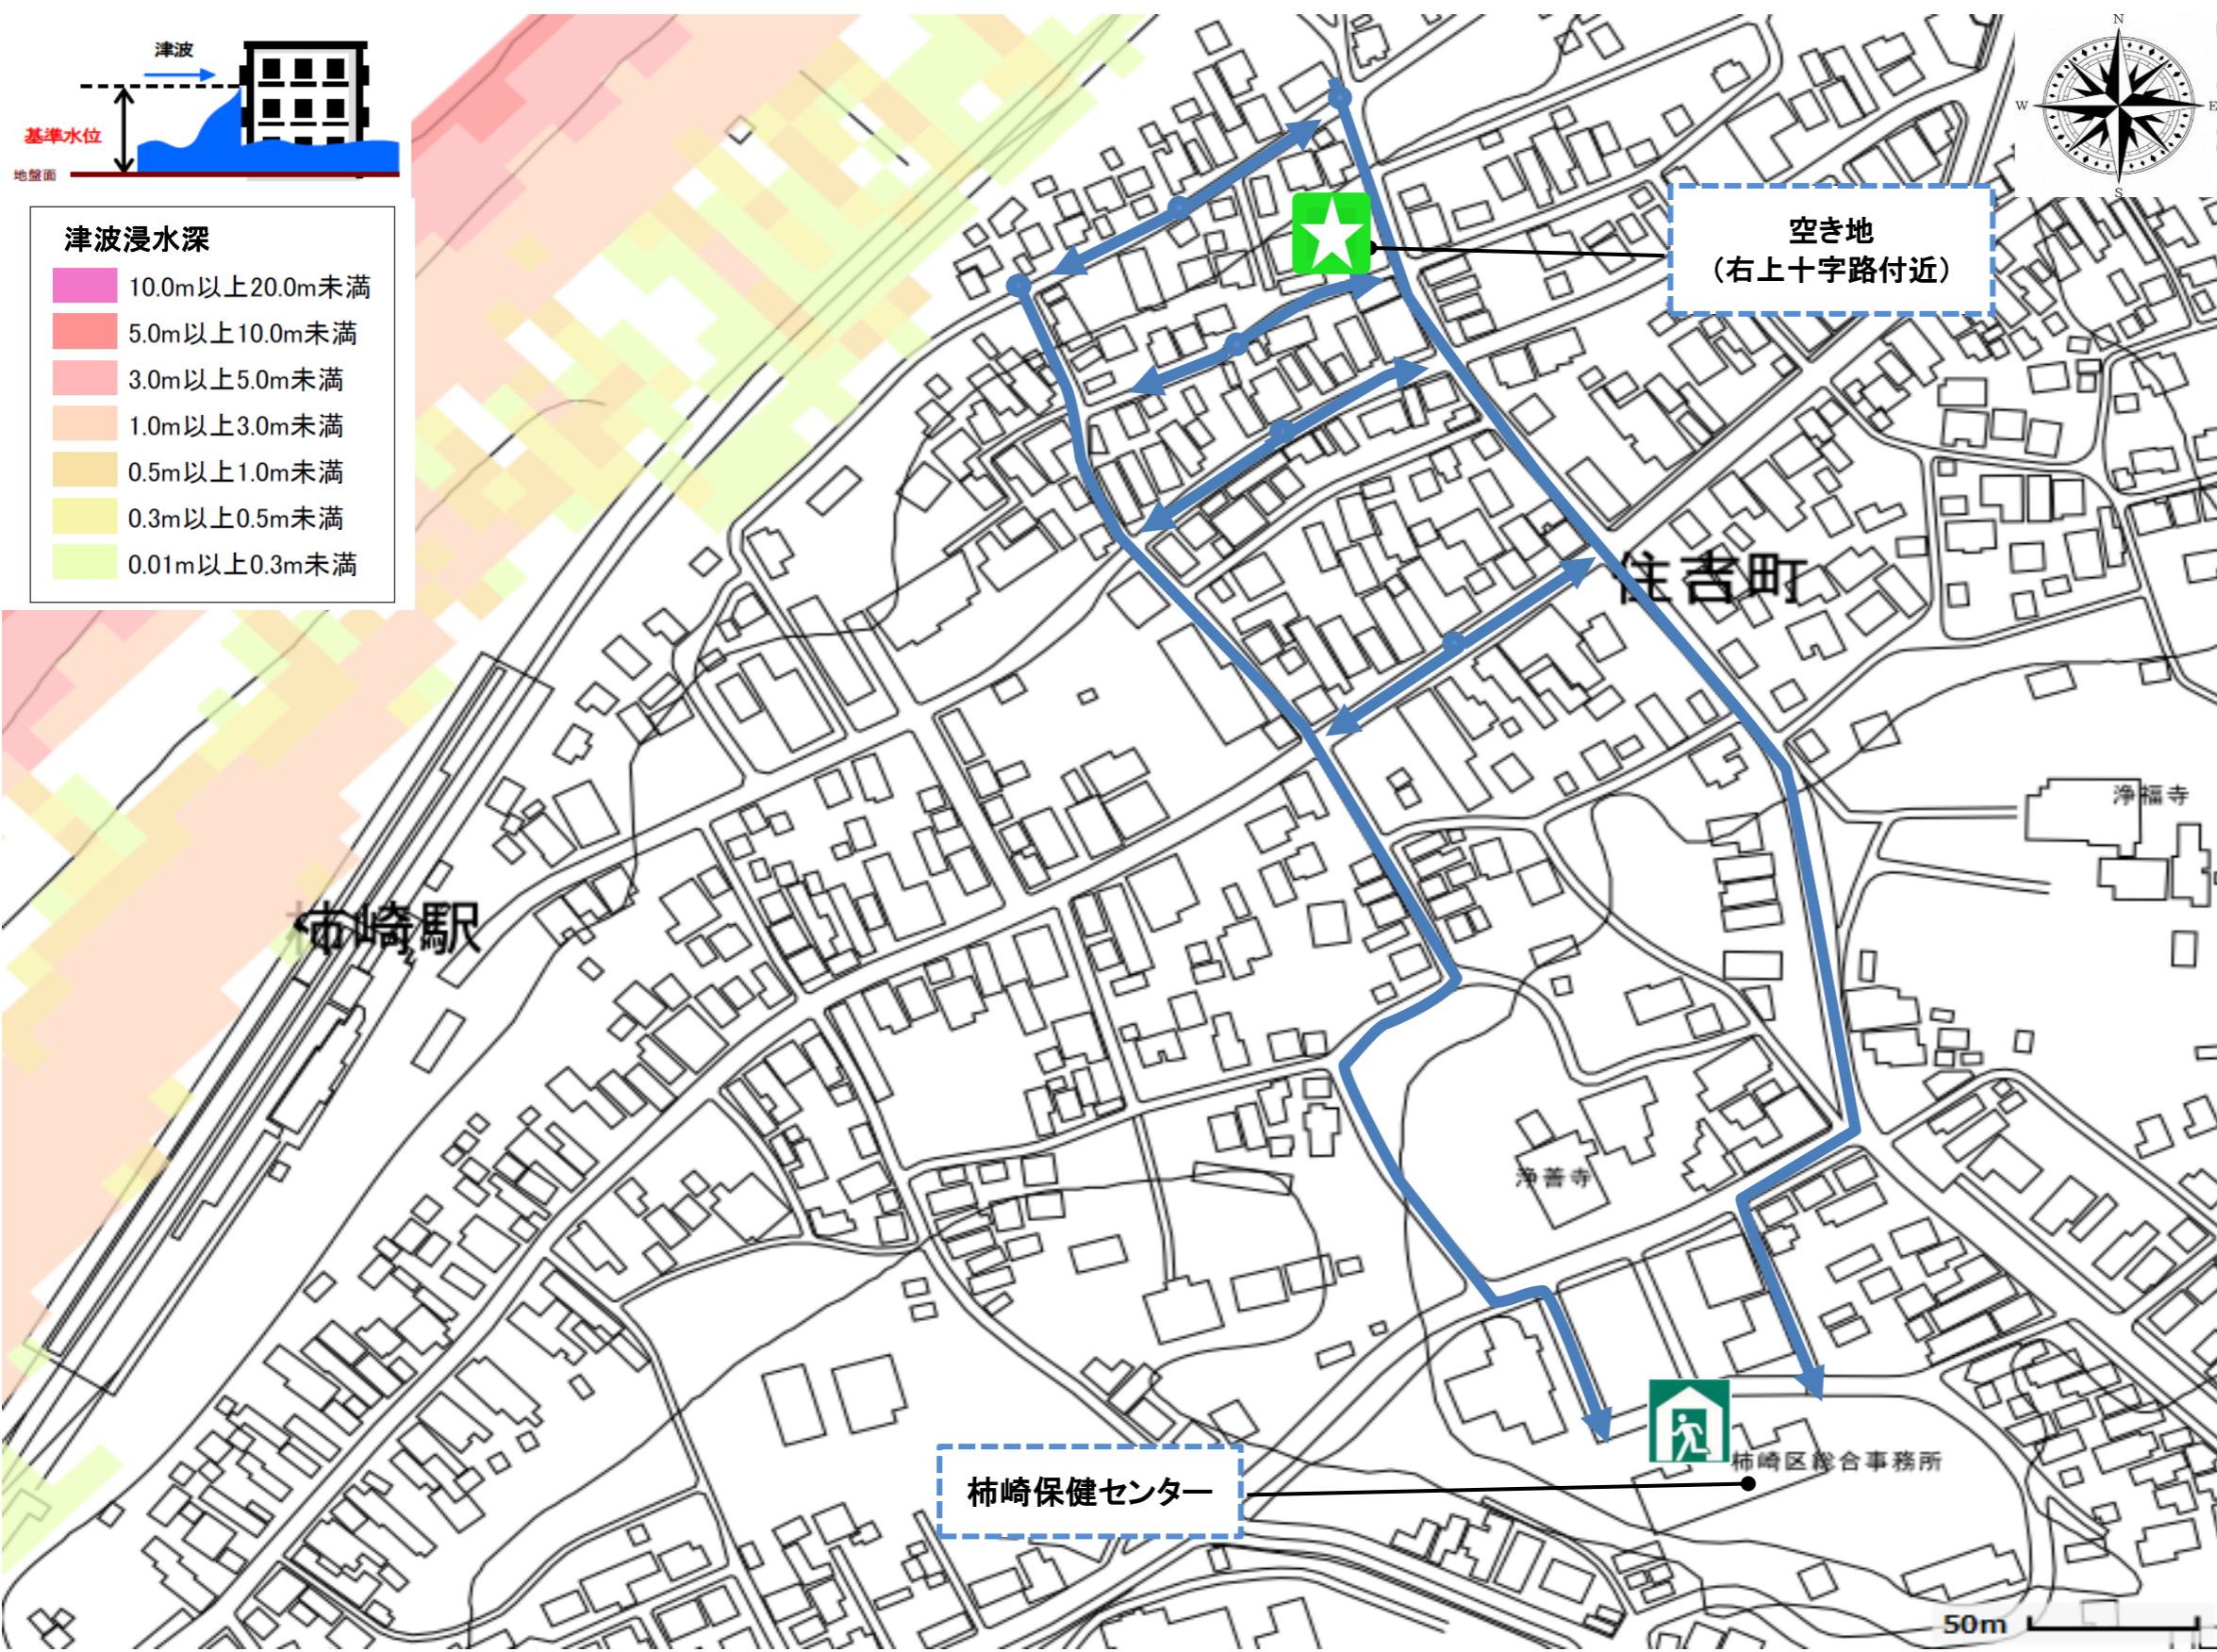 津波
基準水位
地盤面
津波浸水深
10.0m以上20.0m未満
5.0m以上10.0m未満
3.0m以上5.0m未満
1.0m以上3.0m未満
0.5m以上1.0m未満
0.3m以上0.5m未満
0.01m以上0.3m未満
N
W
E
S
空き地
（右上十字路付近）
住吉町
浄福寺
柿崎駅
浄善寺
柿崎区総合事務所
柿崎保健センター
50m